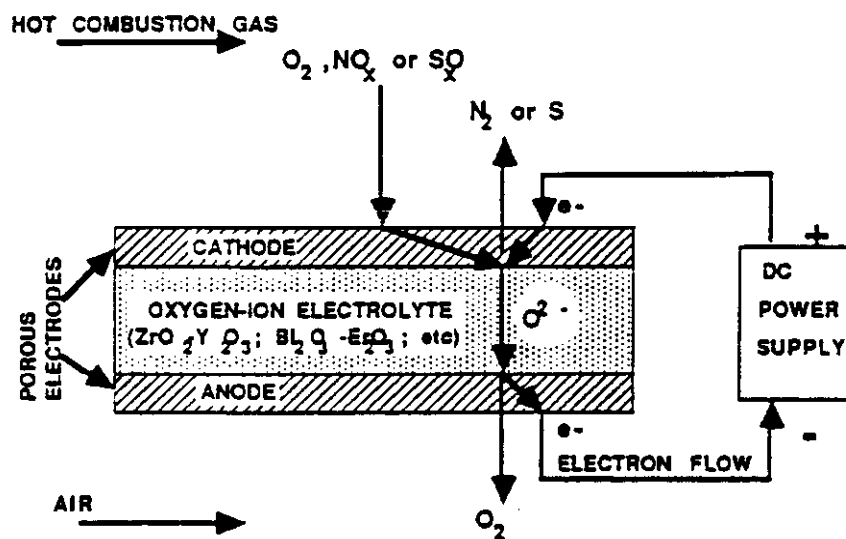 HOT COMBUSTION GAS
O2 ,NOx or SxO
N2 or S
e-
CATHODE
+
DC
POWER
SUPPLY
-
POROUS
ELECTRODES
OXYGEN-ION ELECTROLYTE
(ZrO2-Y2O3; Bi2O3-Er2O3; etc)
O2-
ANODE
e-
ELECTRON FLOW
AIR
O2